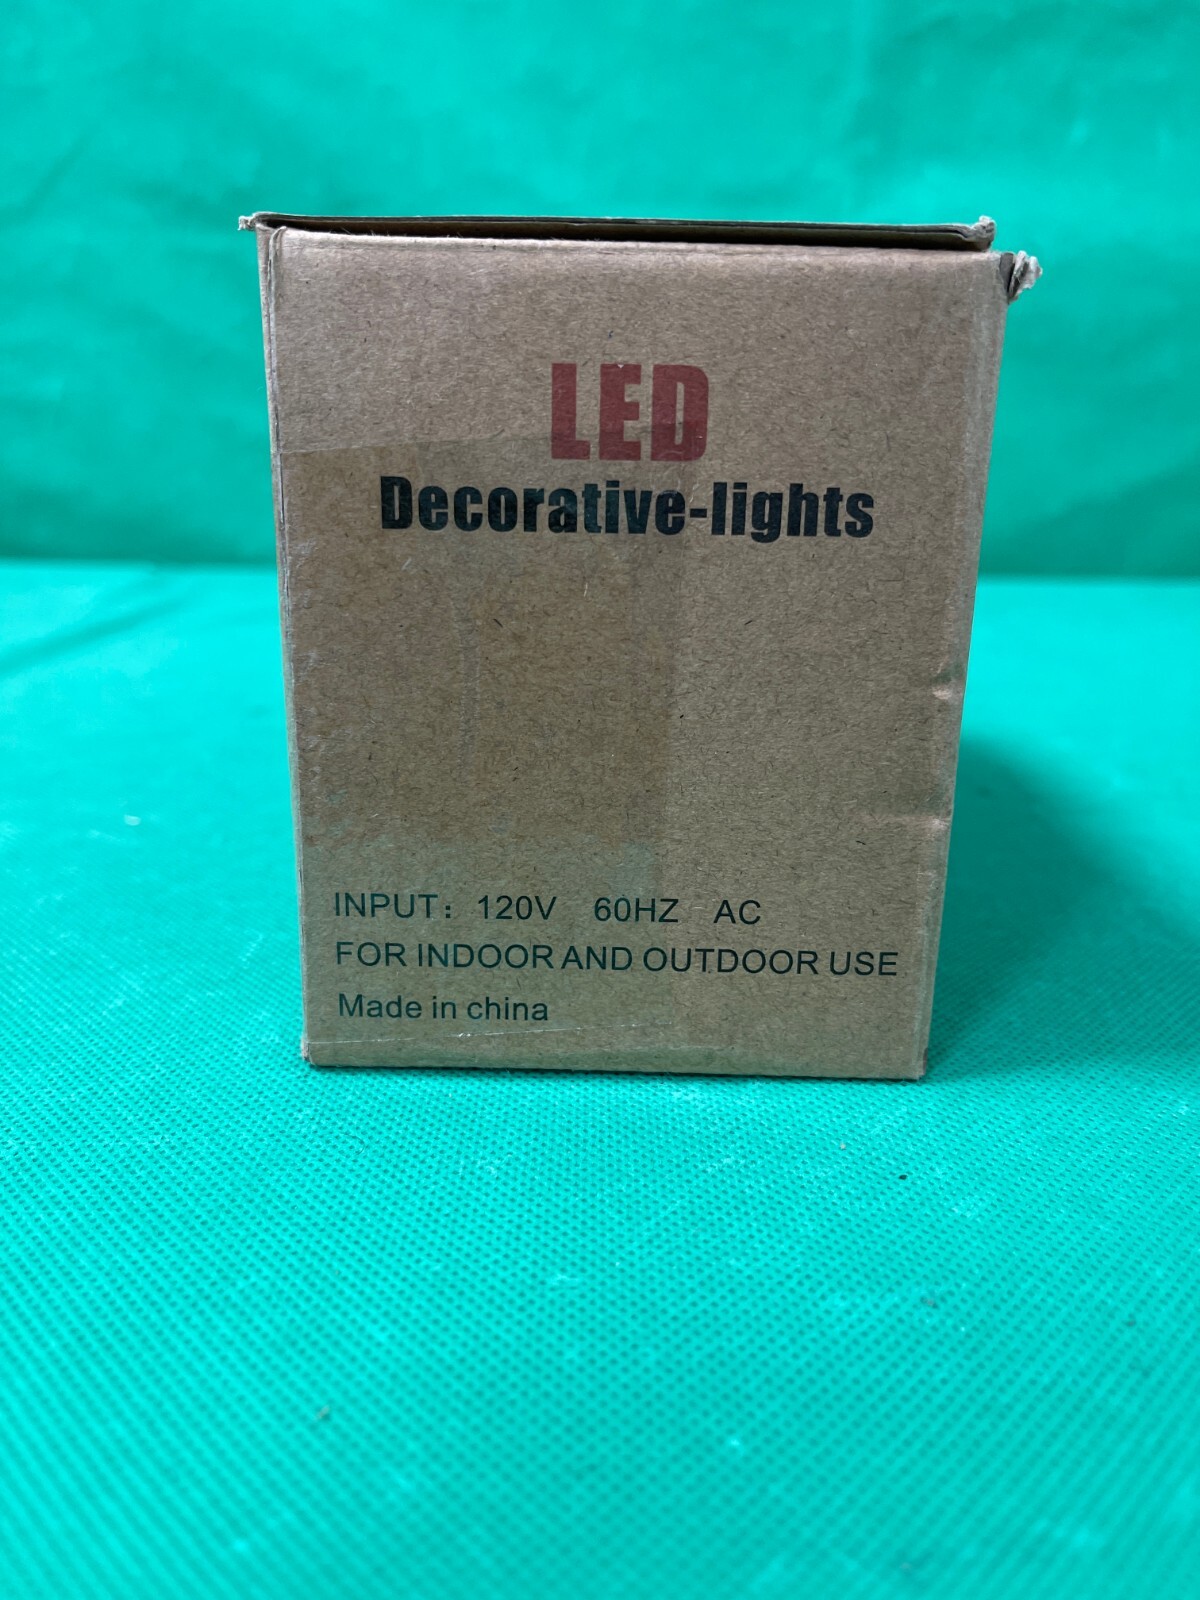 LED
Decorative-lights
INPUT: 120V 60HZ AC
FOR INDOOR AND OUTDOOR USE
Made in china